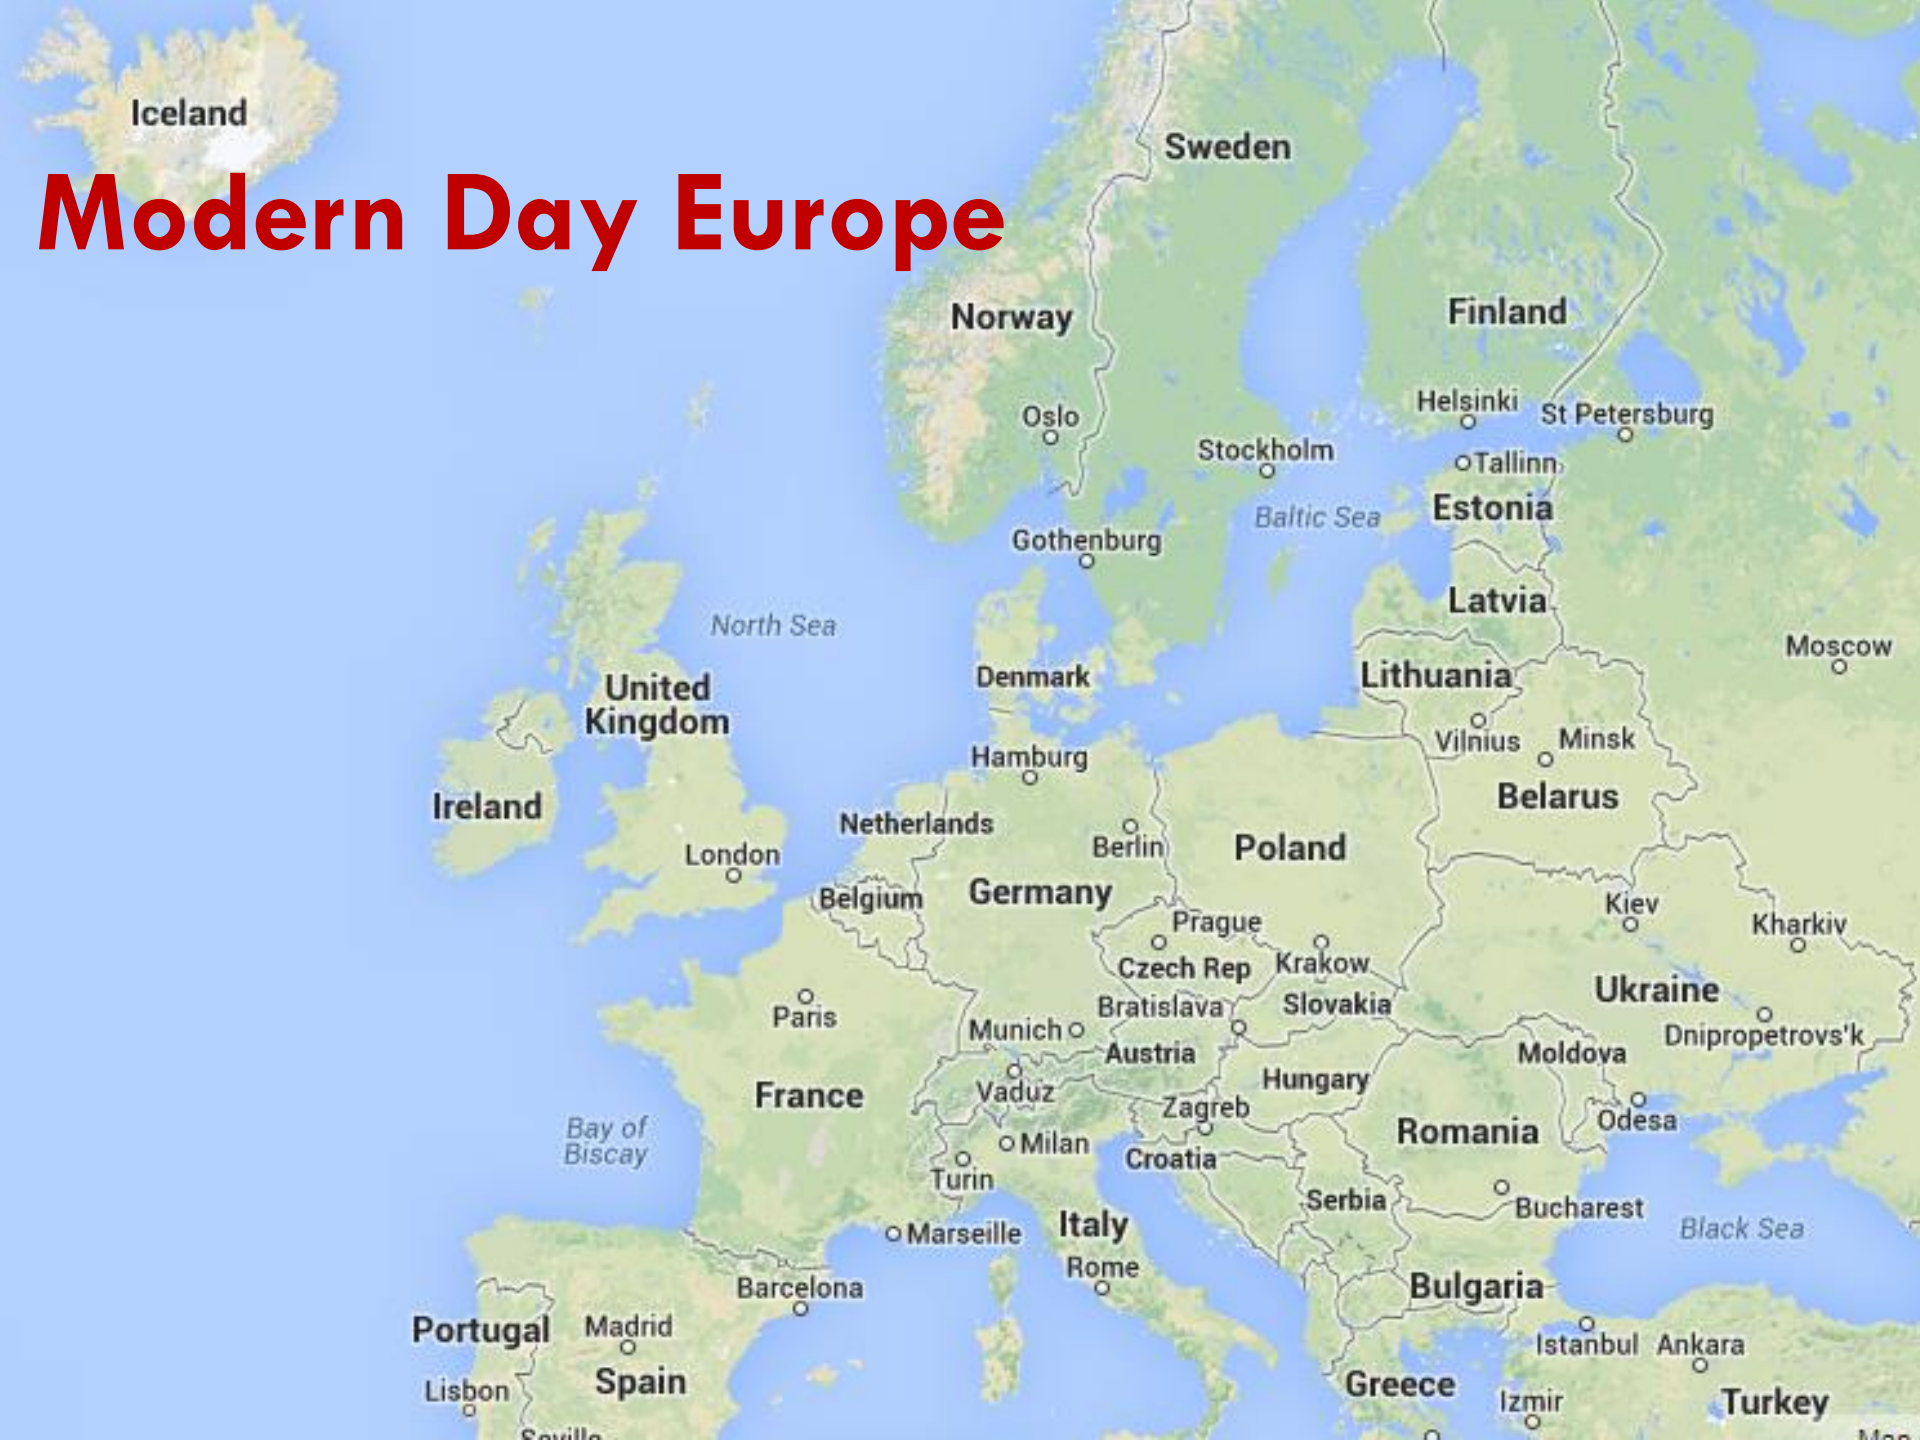 Iceland
Sweden
Modern Day Europe
Norway
Finland
Helsinki
St Petersburg
Oslo
Stockholm
Tallinn
Estonia
Baltic Sea
Gothenburg
Latvia
North Sea
Moscow
Denmark
Lithuania
United
Kingdom
Vilnius
Minsk
Hamburg
Belarus
Ireland
Netherlands
Berlin
Poland
London
Belgium
Germany
Kiev
Prague
Kharkiv
Czech Rep
Krakow
Ukraine
Bratislava
Slovakia
Paris
Munich
Dnipropetrovs'k
Austria
Moldova
Hungary
Vaduz
France
Zagreb
Odesa
Bay of
Biscay
Romania
Milan
Croatia
Turin
Serbia
Bucharest
Marseille
Italy
Black Sea
Rome
Barcelona
Bulgaria
Portugal
Madrid
Istanbul
Ankara
Spain
Greece
Lisbon
Izmir
Turkey